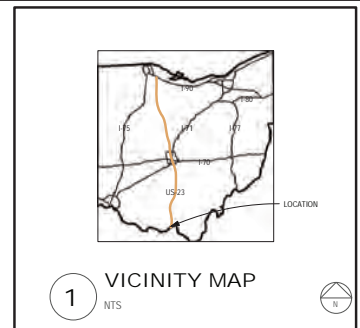 I-90
I-80
I-75
I-71
I-77
I-70
US-23
LOCATION
1
VICINITY MAP
NTS
N